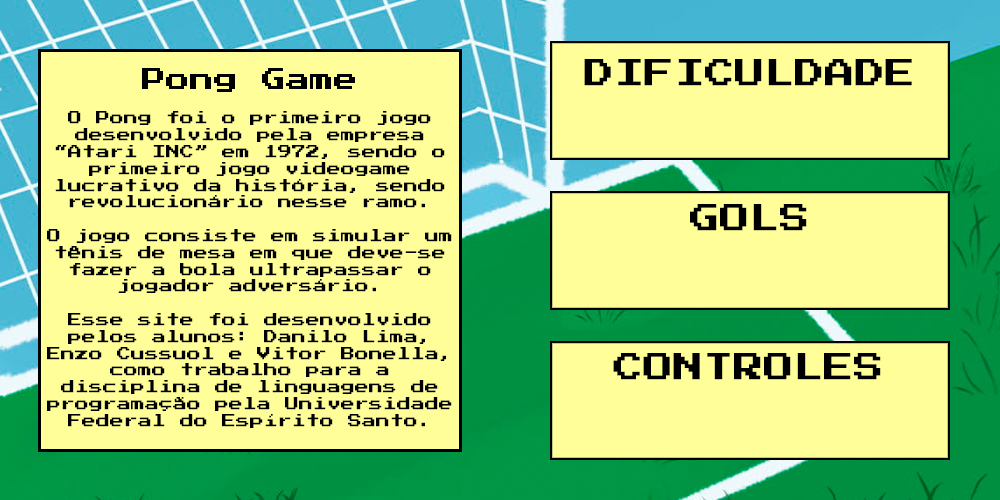 Pong Game
O Pong foi o primeiro jogo
desenvolvido pela empresa
“Atari INC” em 1972, sendo o
primeiro jogo videogame
lucrativo da história, sendo
revolucionário nesse ramo.
O jogo consiste em simular um
tênis de mesa em que deve-se
fazer a bola ultrapassar o
jogador adversário.
Esse site foi desenvolvido
pelos alunos: Danilo Lima,
Enzo Cussuol e Vitor Bonella,
como trabalho para a
disciplina de linguagens de
programação pela Universidade
Federal do Espírito Santo.
DIFICULDADE
GOLS
CONTROLES